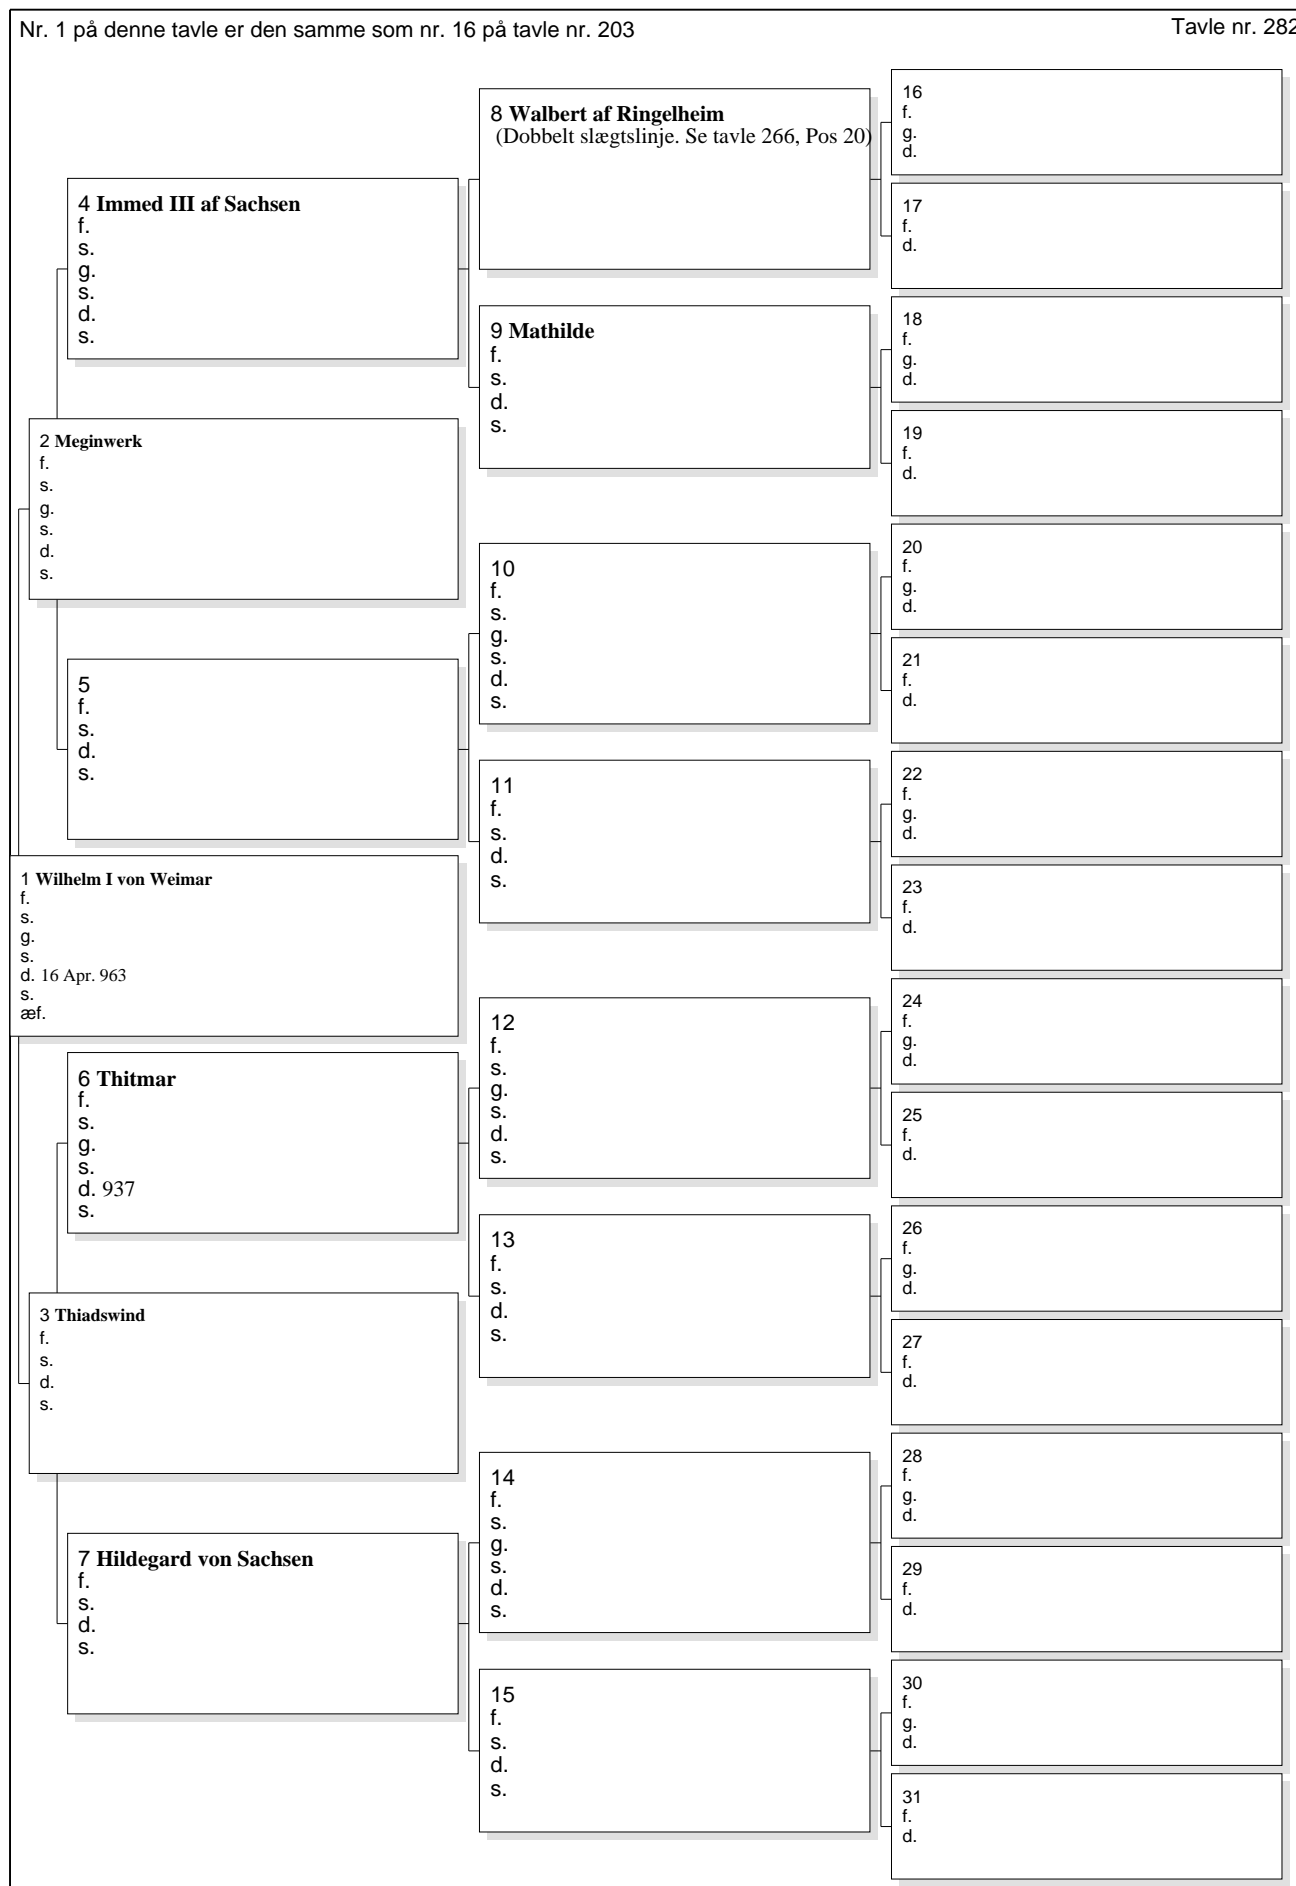 Nr. 1 på denne tavle er den samme som nr. 16 på tavle nr. 203
Tavle nr. 282
1 Wilhelm I von Weimar
f.
s.
g.
s.
d. 16 Apr. 963
s.
æf.
2 Meginwerk
f.
s.
g.
s.
d.
s.
3 Thiadswind
f.
s.
d.
s.
4 Immed III af Sachsen
f.
s.
g.
s.
d.
s.
5
f.
s.
d.
s.
6 Thitmar
f.
s.
g.
s.
d. 937
s.
7 Hildegard von Sachsen
f.
s.
d.
s.
8 Walbert af Ringelheim
(Dobbelt slægtslinje. Se tavle 266, Pos 20)
9 Mathilde
f.
s.
d.
s.
10
f.
s.
g.
s.
d.
s.
11
f.
s.
d.
s.
12
f.
s.
g.
s.
d.
s.
13
f.
s.
d.
s.
14
f.
s.
g.
s.
d.
s.
15
f.
s.
d.
s.
16
f.
g.
d.
17
f.
d.
18
f.
g.
d.
19
f.
d.
20
f.
g.
d.
21
f.
d.
22
f.
g.
d.
23
f.
d.
24
f.
g.
d.
25
f.
d.
26
f.
g.
d.
27
f.
d.
28
f.
g.
d.
29
f.
d.
30
f.
g.
d.
31
f.
d.